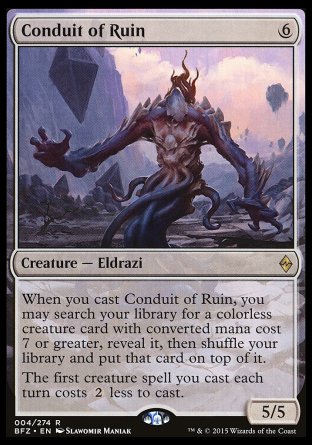 Conduit of Ruin 6
Creature — Eldrazi
When you cast Conduit of Ruin, you
may search your library for a colorless
creature card with converted mana cost
7 or greater, reveal it, then shuffle your
library and put that card on top of it.
The first creature spell you cast each
turn costs 2 less to cast.
5/5
004/274 R
BFZ • EN Slawomir Maniak
™ & © 2015 Wizards of the Coast